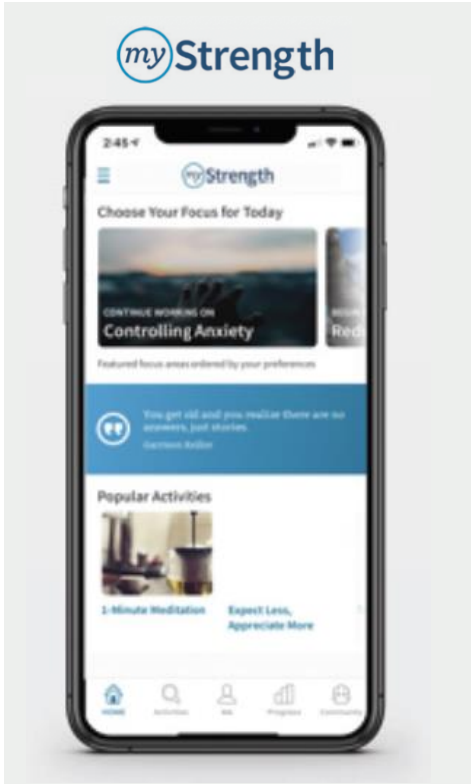 myStrength
2:45
myStrength
Choose Your Focus for Today
CONTINUE WORKING ON
Controlling Anxiety
BEGIN
Red
Featured focus areas ordered by your preferences
You get old and you realize there are no
answers, just stories.
Garrison Keillor
Popular Activities
1-Minute Meditation
Expect Less,
Appreciate More
HOME
Activities
Me
Progress
Community